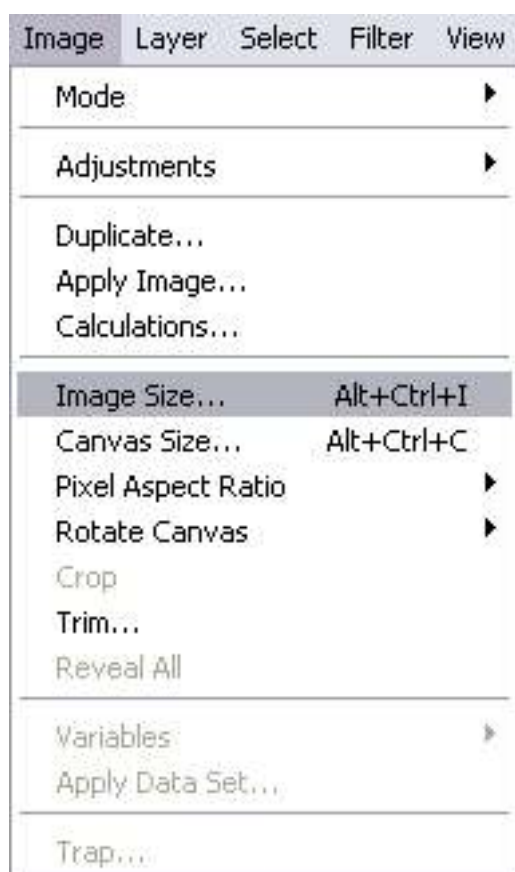 Image Layer Select Filter View
Mode
Adjustments
Duplicate...
Apply Image...
Calculations...
Image Size... Alt+Ctrl+I
Canvas Size... Alt+Ctrl+C
Pixel Aspect Ratio
Rotate Canvas
Crop
Trim...
Reveal All
Variables
Apply Data Set...
Trap...